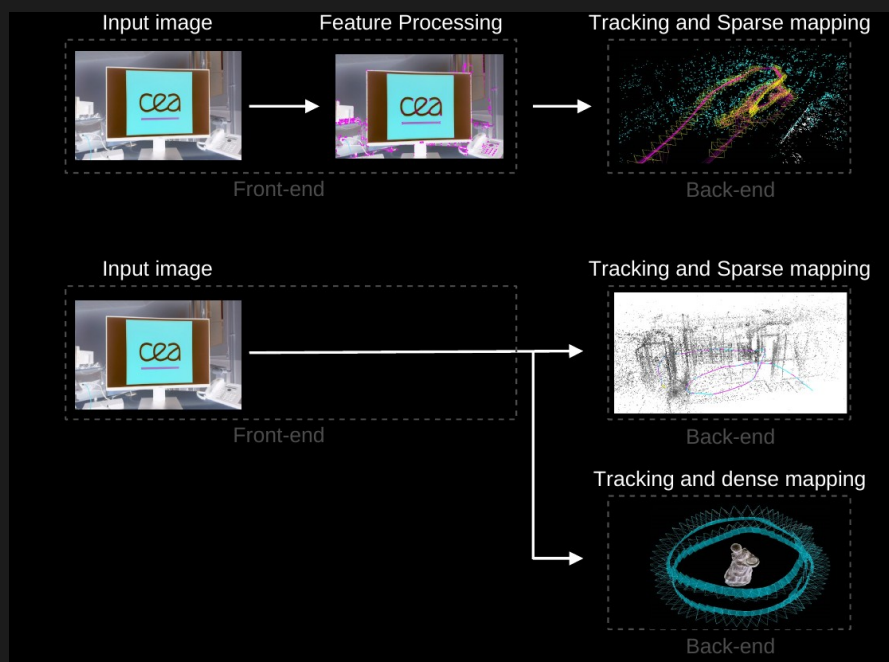 Input image
Feature Processing
Tracking and Sparse mapping
cea
cea
Front-end
Back-end
Input image
Tracking and Sparse mapping
cea
Front-end
Back-end
Tracking and dense mapping
Back-end